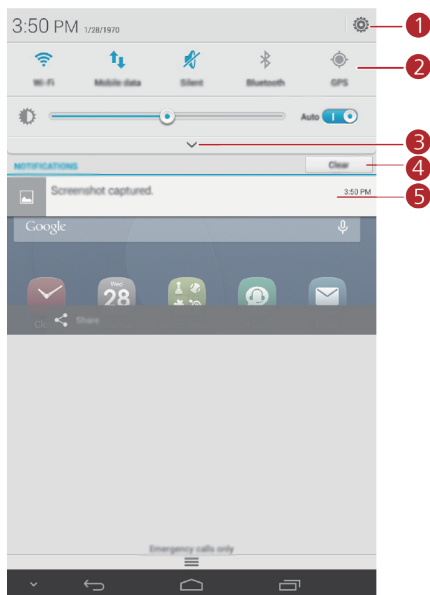 3:50 PM 1/28/1970
1
Wi-Fi Mobile data Silent Bluetooth GPS
2
Auto
3
NOTIFICATIONS Clear
4
Screenshot captured. 3:50 PM
5
Google
Wed
28
Share
Emergency calls only